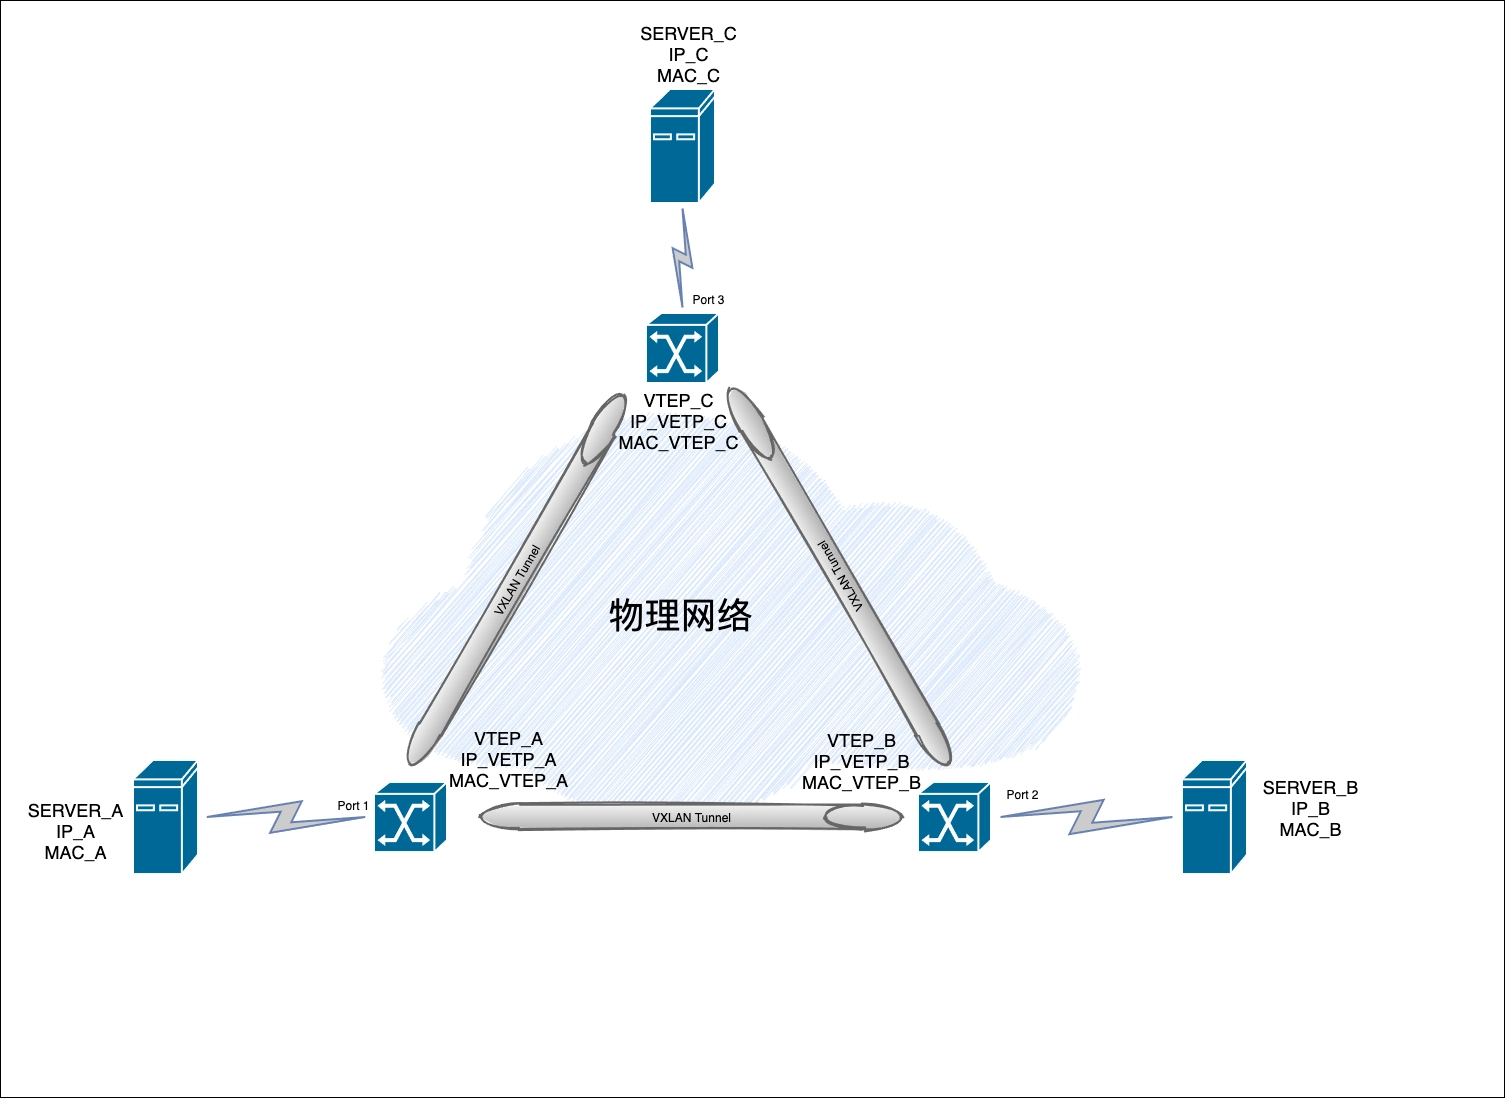 SERVER_C
IP_C
MAC_C
Port 3
VTEP_C
IP_VETP_C
MAC_VTEP_C
VXLAN Tunnel
VXLAN Tunnel
物理网络
VTEP_A
IP_VETP_A
MAC_VTEP_A
VTEP_B
IP_VETP_B
MAC_VTEP_B
SERVER_A
IP_A
MAC_A
Port 1
VXLAN Tunnel
Port 2
SERVER_B
IP_B
MAC_B